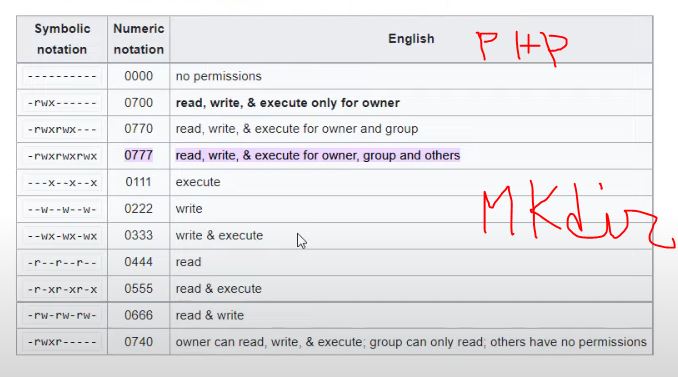 Symbolic notation Numeric notation English
PHP
---------- 0000 no permissions
-rwx------ 0700 read, write, & execute only for owner
-rwxrwx--- 0770 read, write, & execute for owner and group
-rwxrwxrwx 0777 read, write, & execute for owner, group and others
---x--x--x 0111 execute
--w--w--w- 0222 write
MKdir
--wx-wx-wx 0333 write & execute
-r--r--r-- 0444 read
-r-xr-xr-x 0555 read & execute
-rw-rw-rw- 0666 read & write
-rwxr----- 0740 owner can read, write, & execute; group can only read; others have no permissions